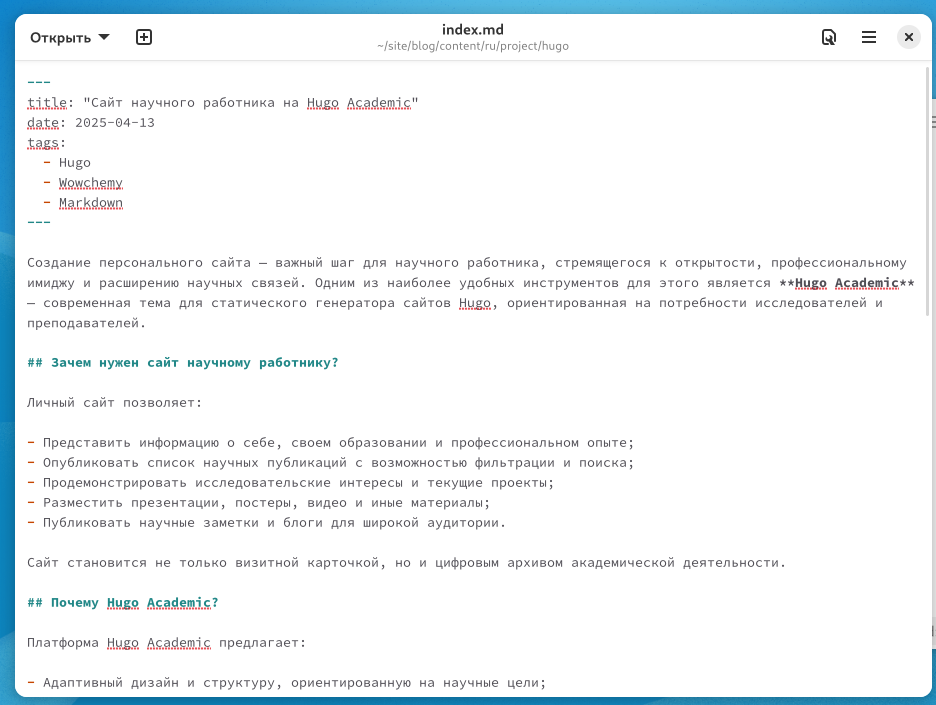 Открыть
index.md
~/site/blog/content/ru/project/hugo
---
title: "Сайт научного работника на Hugo Academic"
date: 2025-04-13
tags:
- Hugo
- Wowchemy
- Markdown
---
Создание персонального сайта — важный шаг для научного работника, стремящегося к открытости, профессиональному
имиджу и расширению научных связей. Одним из наиболее удобных инструментов для этого является **Hugo Academic**
— современная тема для статического генератора сайтов Hugo, ориентированная на потребности исследователей и
преподавателей.
## Зачем нужен сайт научному работнику?
Личный сайт позволяет:
- Представить информацию о себе, своем образовании и профессиональном опыте;
- Опубликовать список научных публикаций с возможностью фильтрации и поиска;
- Продемонстрировать исследовательские интересы и текущие проекты;
- Разместить презентации, постеры, видео и иные материалы;
- Публиковать научные заметки и блоги для широкой аудитории.
Сайт становится не только визитной карточкой, но и цифровым архивом академической деятельности.
## Почему Hugo Academic?
Платформа Hugo Academic предлагает:
- Адаптивный дизайн и структуру, ориентированную на научные цели;